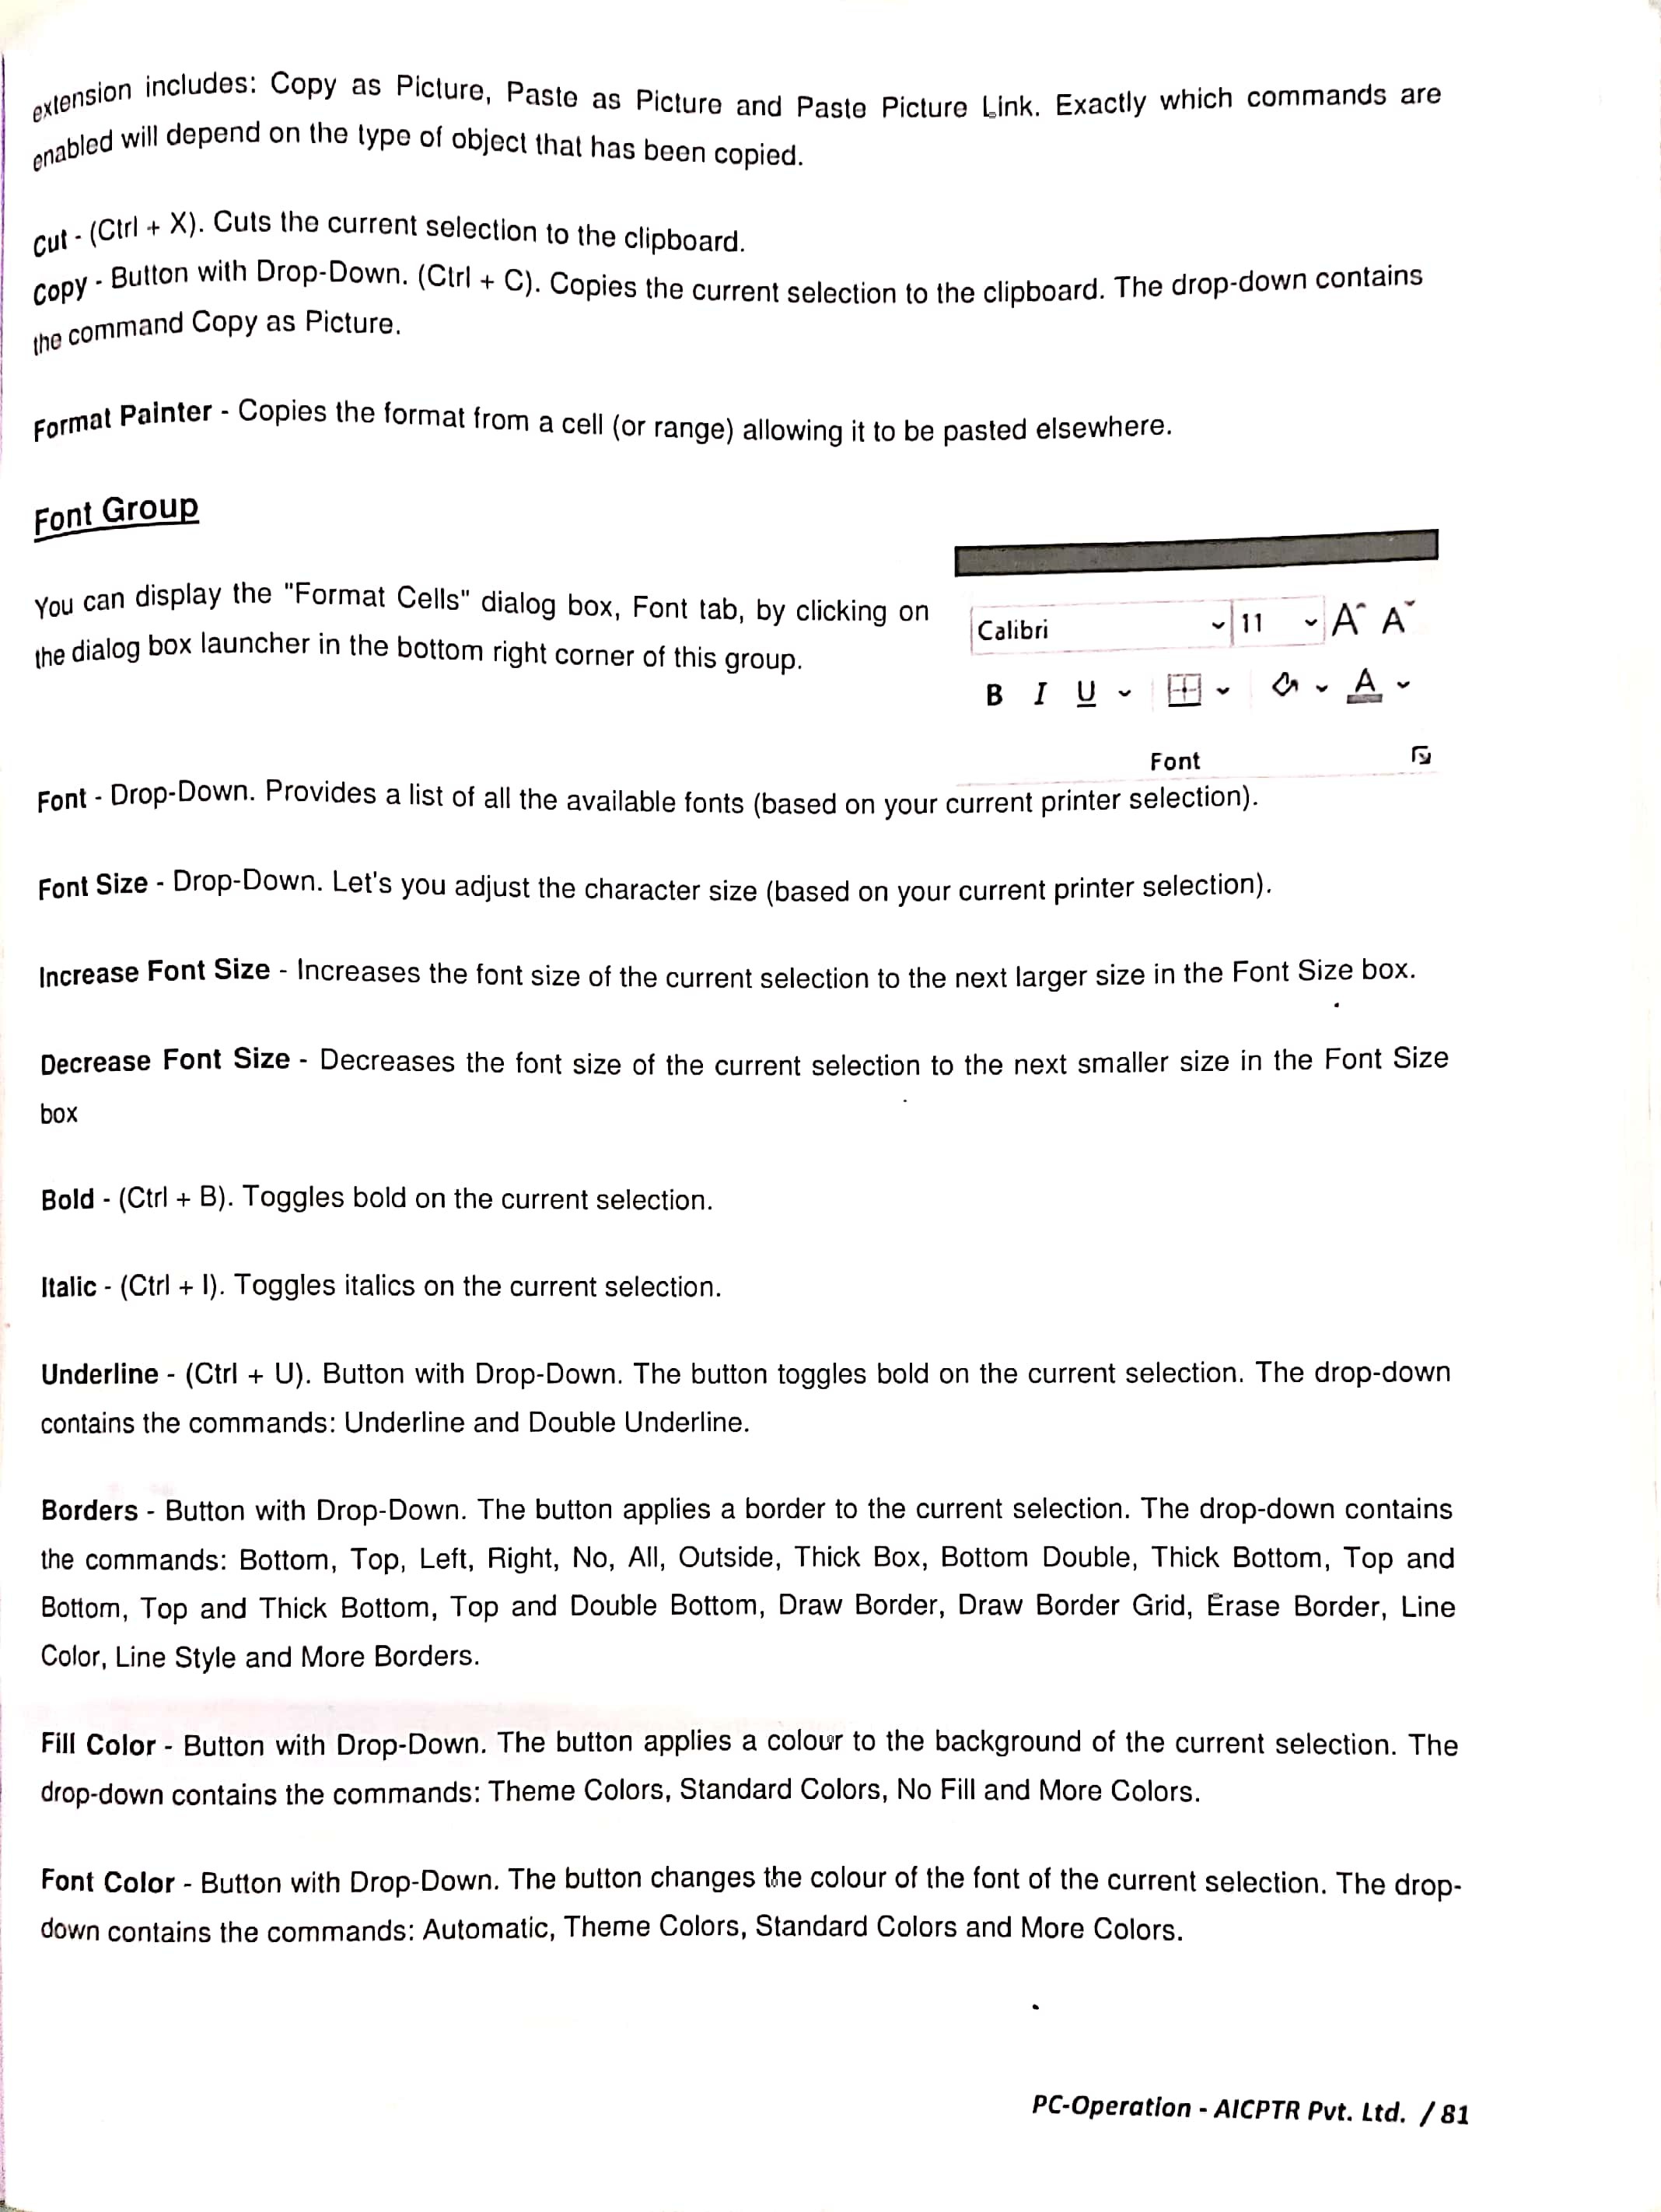 extension includes: Copy as Picture, Paste as Picture and Paste Picture Link. Exactly which commands are
enabled will depend on the type of object that has been copied.
Cut - (Ctrl + X). Cuts the current selection to the clipboard.
Copy - Button with Drop-Down. (Ctrl + C). Copies the current selection to the clipboard. The drop-down contains
the command Copy as Picture.
Format Painter - Copies the format from a cell (or range) allowing it to be pasted elsewhere.
Font Group
You can display the "Format Cells" dialog box, Font tab, by clicking on
the dialog box launcher in the bottom right corner of this group.
Calibri 11 A A
B I U A
Font
Font - Drop-Down. Provides a list of all the available fonts (based on your current printer selection).
Font Size - Drop-Down. Let's you adjust the character size (based on your current printer selection).
Increase Font Size - Increases the font size of the current selection to the next larger size in the Font Size box.
Decrease Font Size - Decreases the font size of the current selection to the next smaller size in the Font Size
box
Bold - (Ctrl + B). Toggles bold on the current selection.
Italic - (Ctrl + I). Toggles italics on the current selection.
Underline - (Ctrl + U). Button with Drop-Down. The button toggles bold on the current selection. The drop-down
contains the commands: Underline and Double Underline.
Borders - Button with Drop-Down. The button applies a border to the current selection. The drop-down contains
the commands: Bottom, Top, Left, Right, No, All, Outside, Thick Box, Bottom Double, Thick Bottom, Top and
Bottom, Top and Thick Bottom, Top and Double Bottom, Draw Border, Draw Border Grid, Erase Border, Line
Color, Line Style and More Borders.
Fill Color - Button with Drop-Down. The button applies a colour to the background of the current selection. The
drop-down contains the commands: Theme Colors, Standard Colors, No Fill and More Colors.
Font Color - Button with Drop-Down. The button changes the colour of the font of the current selection. The drop-
down contains the commands: Automatic, Theme Colors, Standard Colors and More Colors.
PC-Operation - AICPTR Pvt. Ltd. / 81